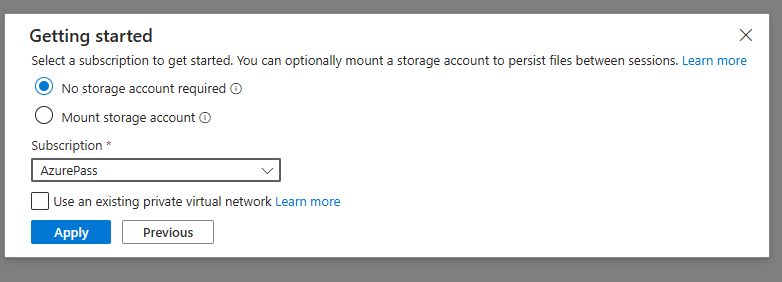 Getting started
Select a subscription to get started. You can optionally mount a storage account to persist files between sessions. Learn more
No storage account required
Mount storage account
Subscription *
AzurePass
Use an existing private virtual network Learn more
Apply Previous